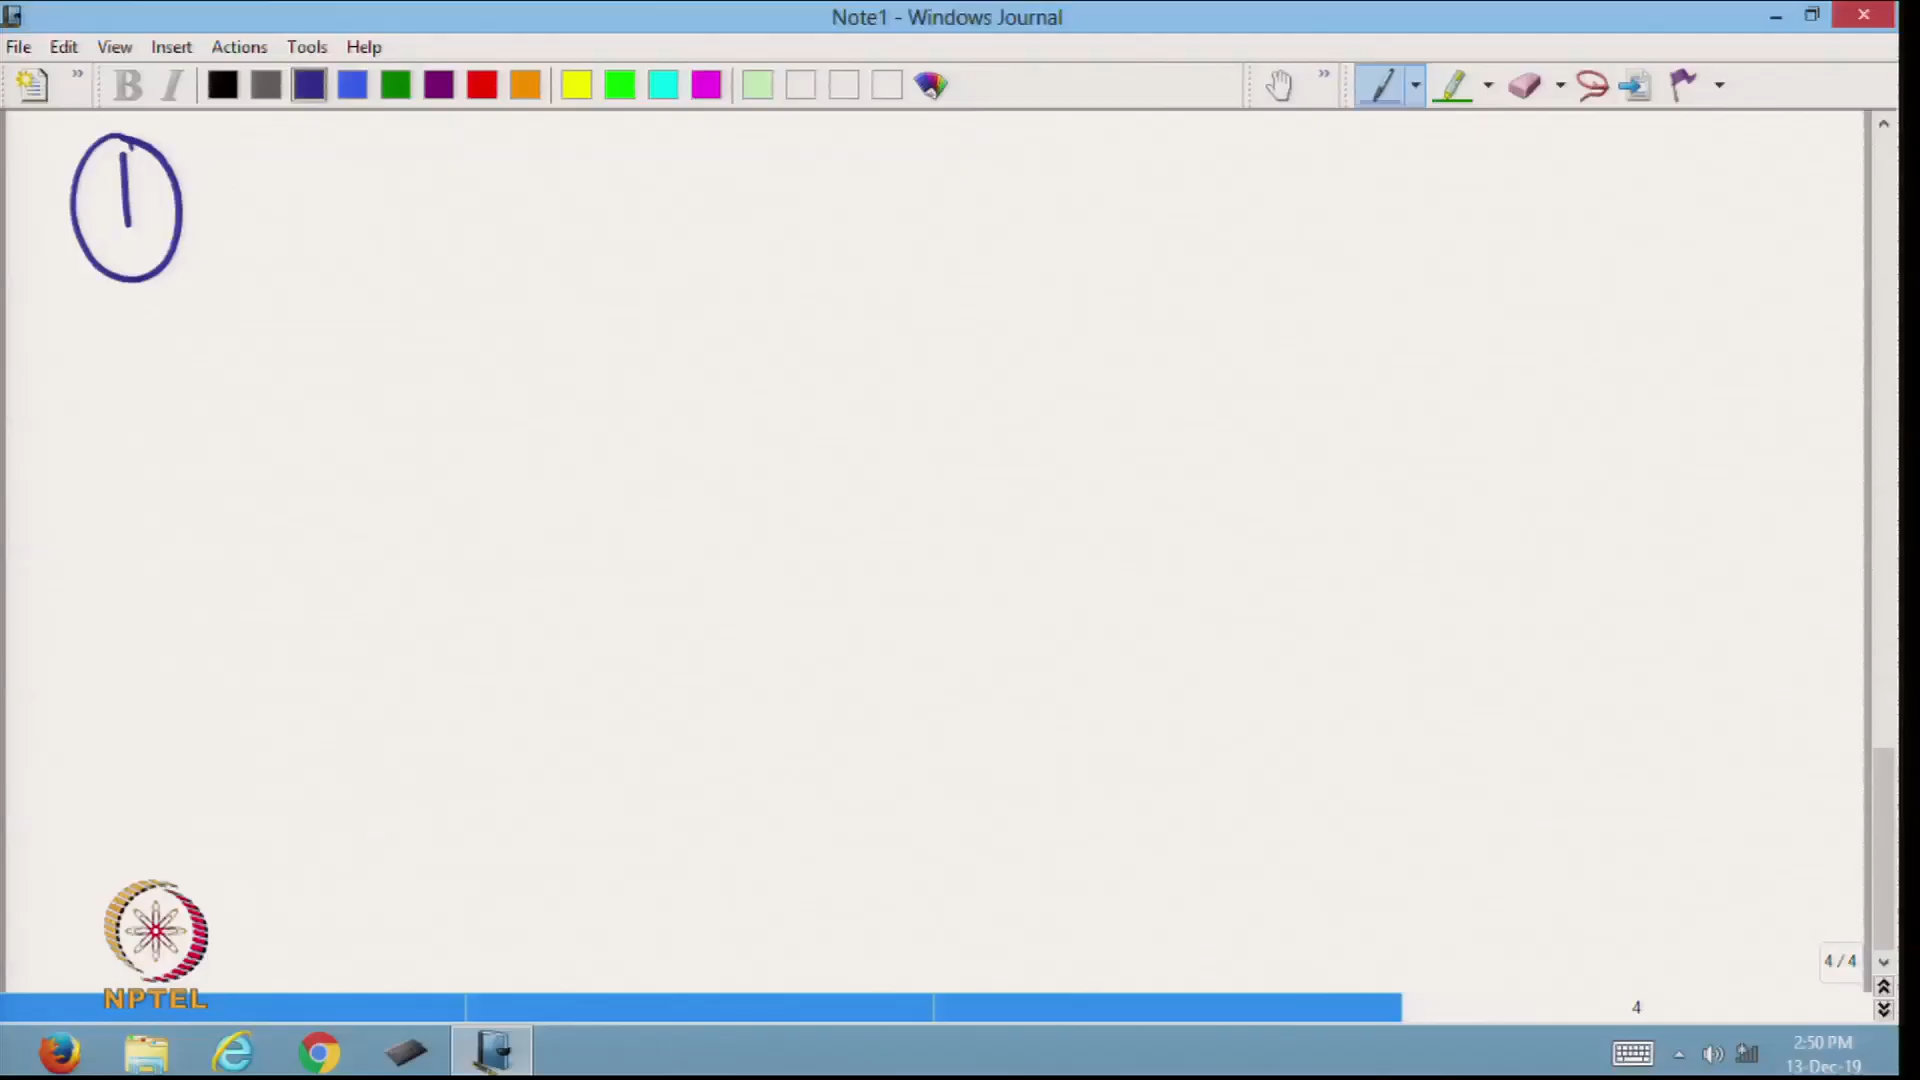 Note1 - Windows Journal
File Edit View Insert Actions Tools Help
B I
1
4 / 4
NPTEL
4
2:50 PM
13-Dec-19